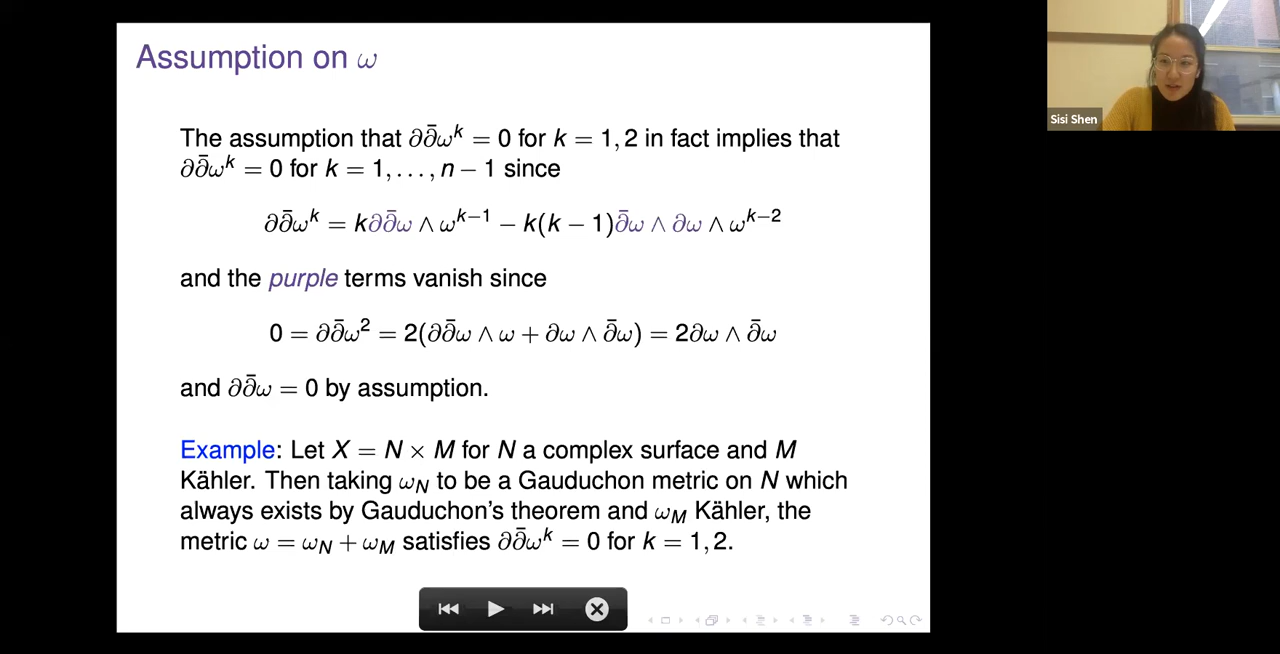 Assumption on ω
The assumption that ∂∂̄ω^k = 0 for k = 1, 2 in fact implies that
∂∂̄ω^k = 0 for k = 1, . . . , n − 1 since
∂∂̄ω^k = k∂∂̄ω ∧ ω^{k−1} − k(k − 1)∂̄ω ∧ ∂ω ∧ ω^{k−2}
and the purple terms vanish since
0 = ∂∂̄ω² = 2(∂∂̄ω ∧ ω + ∂ω ∧ ∂̄ω) = 2∂ω ∧ ∂̄ω
and ∂∂̄ω = 0 by assumption.
Example: Let X = N × M for N a complex surface and M
Kähler. Then taking ω_N to be a Gauduchon metric on N which
always exists by Gauduchon's theorem and ω_M Kähler, the
metric ω = ω_N + ω_M satisfies ∂∂̄ω^k = 0 for k = 1, 2.
Sisi Shen